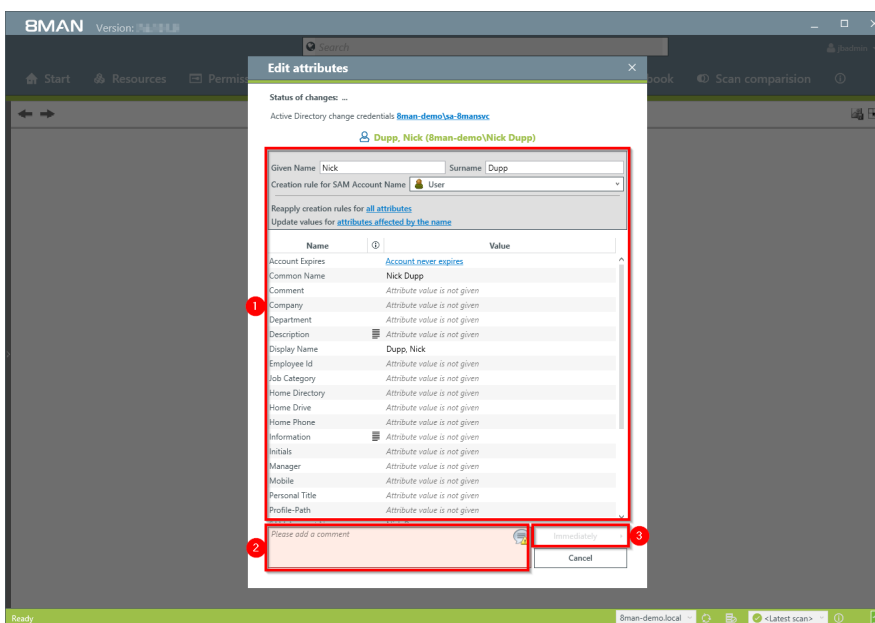 8MAN Version:
Search
jbadmin
Start Resources Permiss book Scan comparision
Edit attributes
Status of changes: ...
Active Directory change credentials 8man-demo\sa-8mansvc
Dupp, Nick (8man-demo\Nick Dupp)
Given Name Nick Surname Dupp
Creation rule for SAM Account Name User
Reapply creation rules for all attributes
Update values for attributes affected by the name
Name Value
Account Expires Account never expires
Common Name Nick Dupp
Comment Attribute value is not given
1
Company Attribute value is not given
Department Attribute value is not given
Description Attribute value is not given
Display Name Dupp, Nick
Employee Id Attribute value is not given
Job Category Attribute value is not given
Home Directory Attribute value is not given
Home Drive Attribute value is not given
Home Phone Attribute value is not given
Information Attribute value is not given
Initials Attribute value is not given
Manager Attribute value is not given
Mobile Attribute value is not given
Personal Title Attribute value is not given
Profile-Path Attribute value is not given
Please add a comment
2
Immediately
3
Cancel
Ready 8man-demo.local <Latest scan>